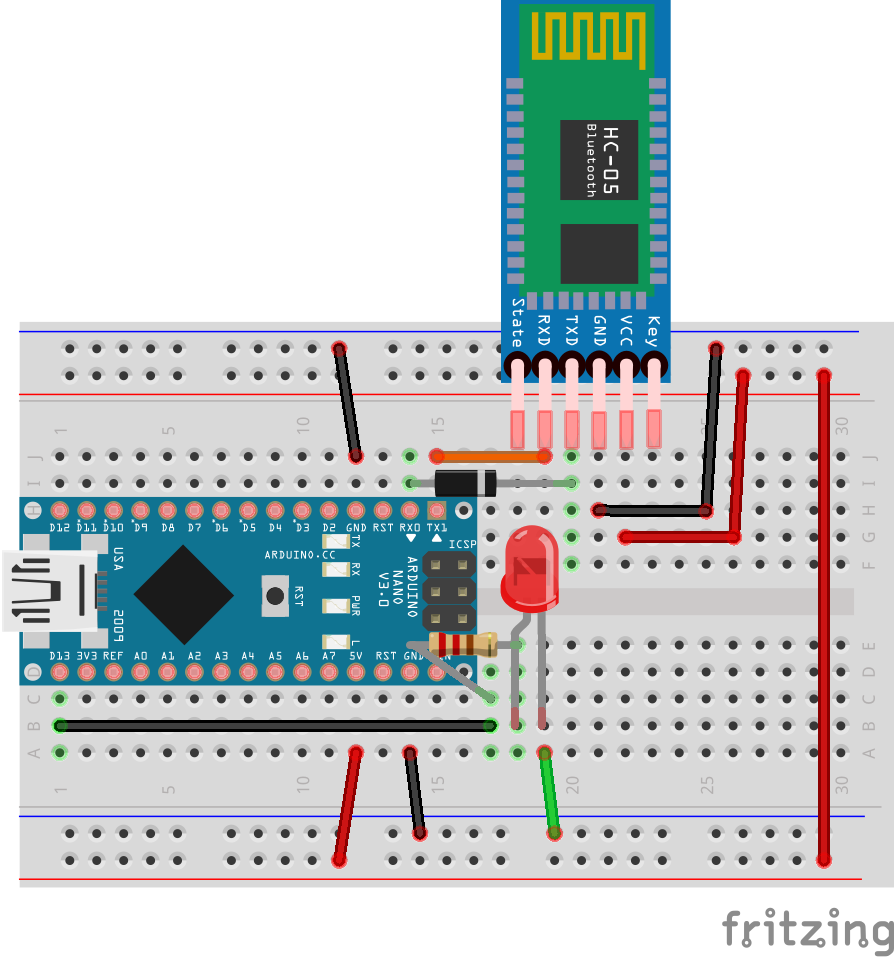 HC-05
Bluetooth
State RXD TXD GND VCC Key
1 5 10 15 25 30
J J
I I
H H
D12 D11 D10 D9 D8 D7 D6 D5 D4 D3 D2 GND RST RX0 TX1
G
F
TX
RX
PWR
L
ARDUINO.CC
RST
ICSP
ARDUINO
NANO
V3.0
USA
2009
D13 3V3 REF A0 A1 A2 A3 A4 A5 A6 A7 5V RST GND
E
D D
C C
B B
A A
1 5 10 15 20 25 30
fritzing